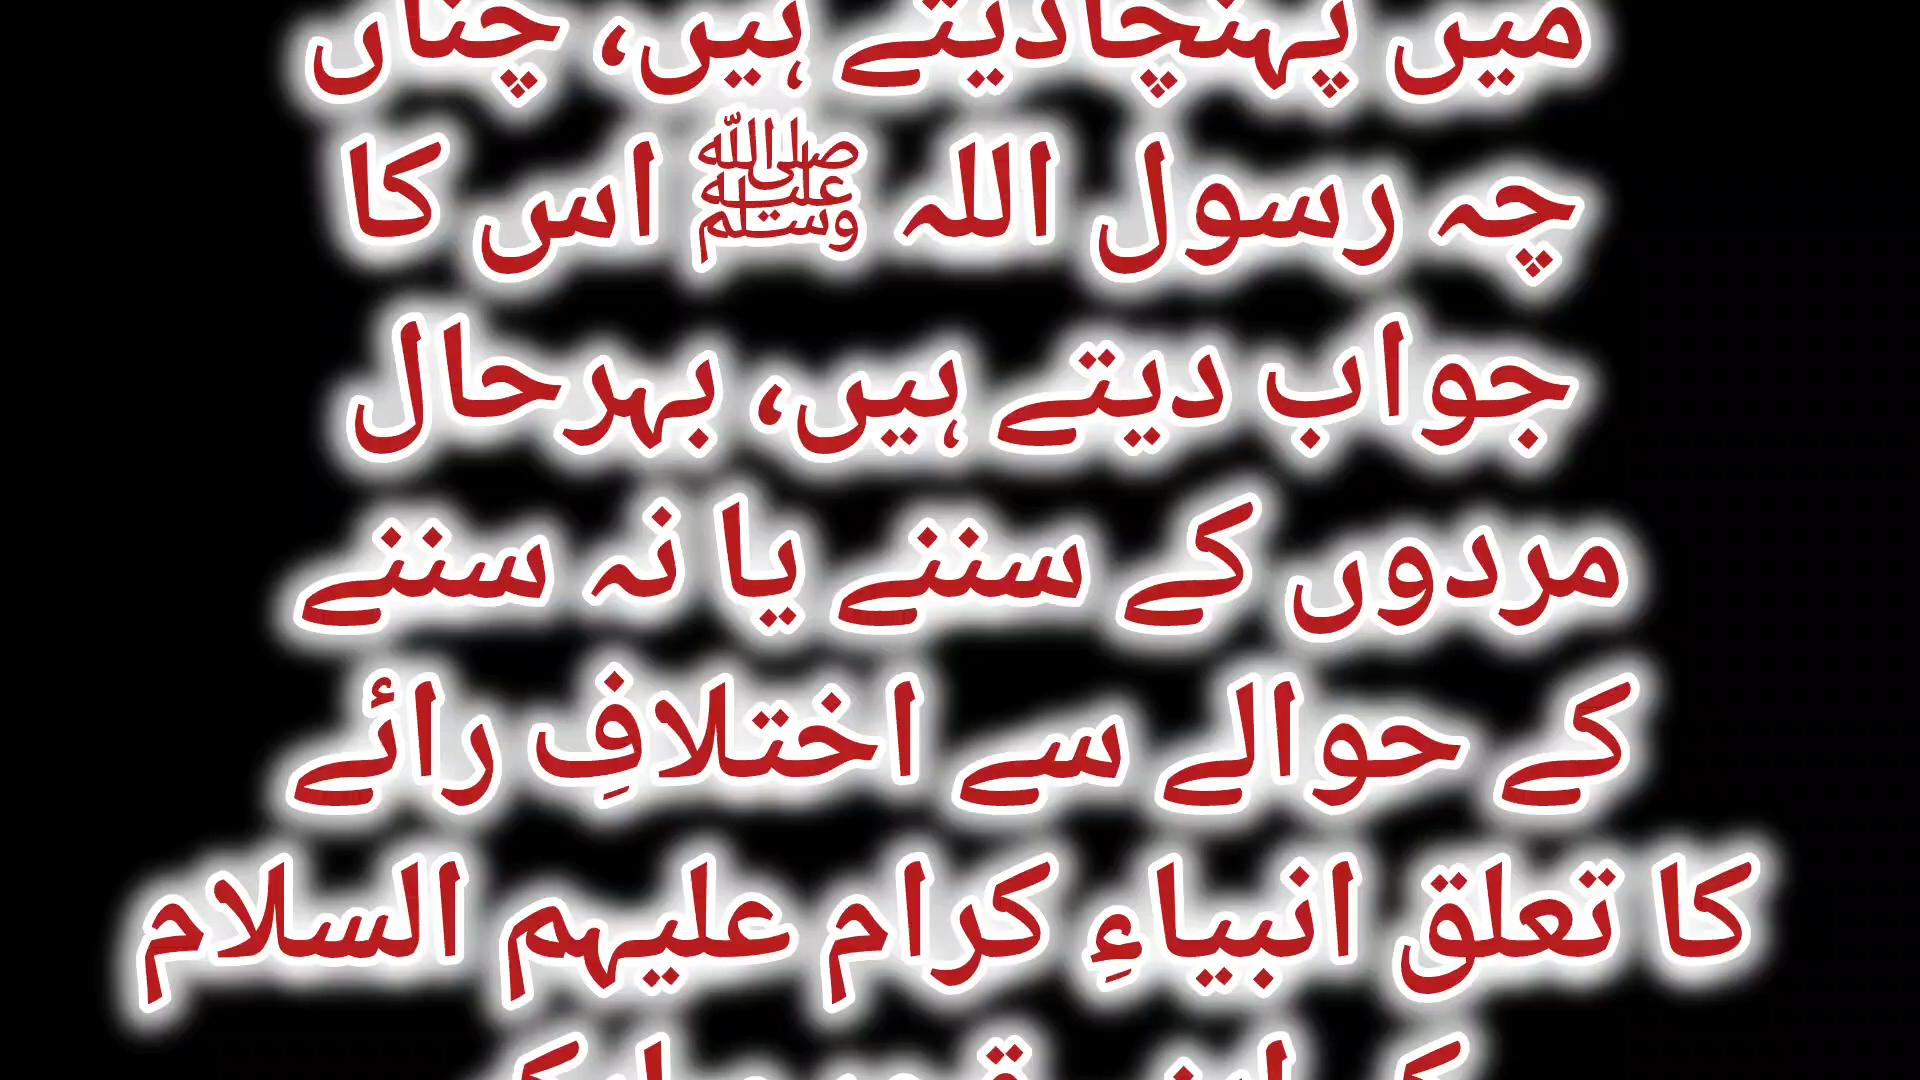 میں پہنچادیتے ہیں، چناں
چہ رسول اللہ ﷺ اس کا
جواب دیتے ہیں، بہرحال
مردوں کے سننے یا نہ سننے
کے حوالے سے اختلافِ رائے
کا تعلق انبیاءِ کرام علیہم السلام